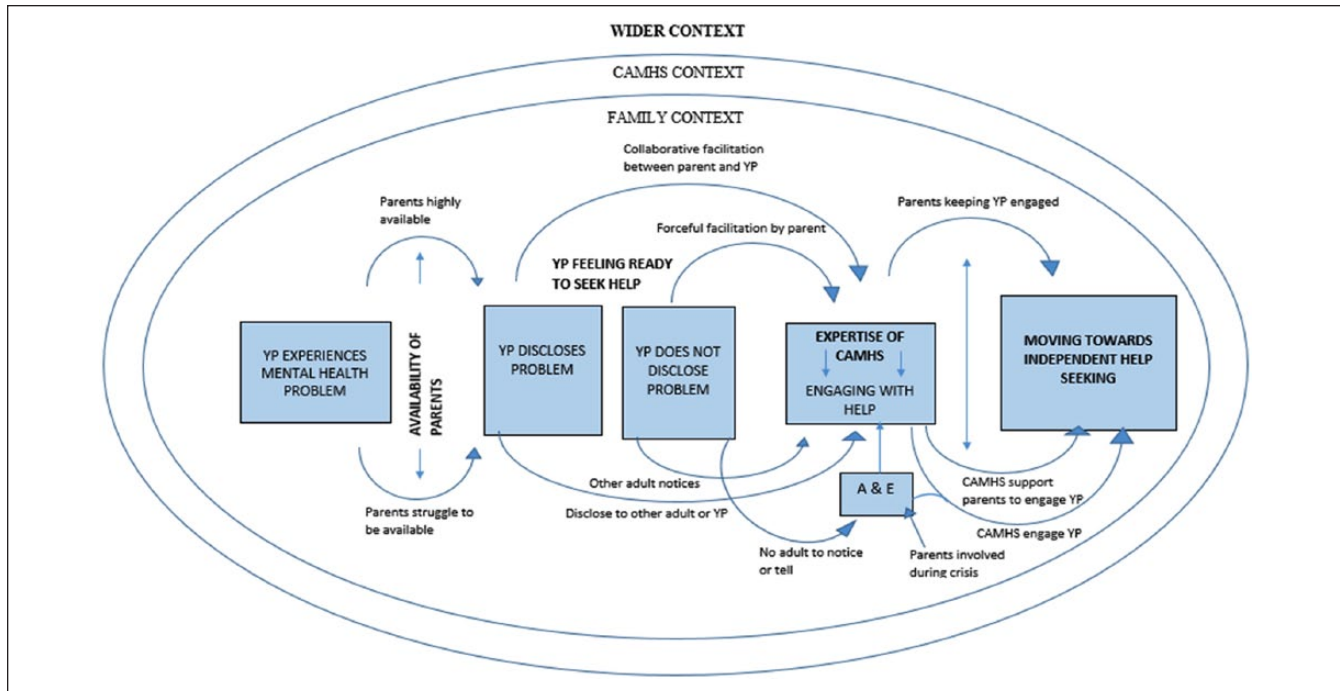 WIDER CONTEXT
CAMHS CONTEXT
FAMILY CONTEXT
Collaborative facilitation
between parent and YP
Parents highly
available
Parents keeping YP engaged
Forceful facilitation by parent
YP FEELING READY
TO SEEK HELP
YP EXPERIENCES
MENTAL HEALTH
PROBLEM
AVAILABILITY OF
PARENTS
YP DISCLOSES
PROBLEM
YP DOES NOT
DISCLOSE
PROBLEM
EXPERTISE OF
CAMHS
ENGAGING WITH
HELP
MOVING TOWARDS
INDEPENDENT HELP
SEEKING
Parents struggle to
be available
Other adult notices
Disclose to other adult or YP
No adult to notice
or tell
A & E
Parents involved
during crisis
CAMHS support
parents to engage YP
CAMHS engage YP